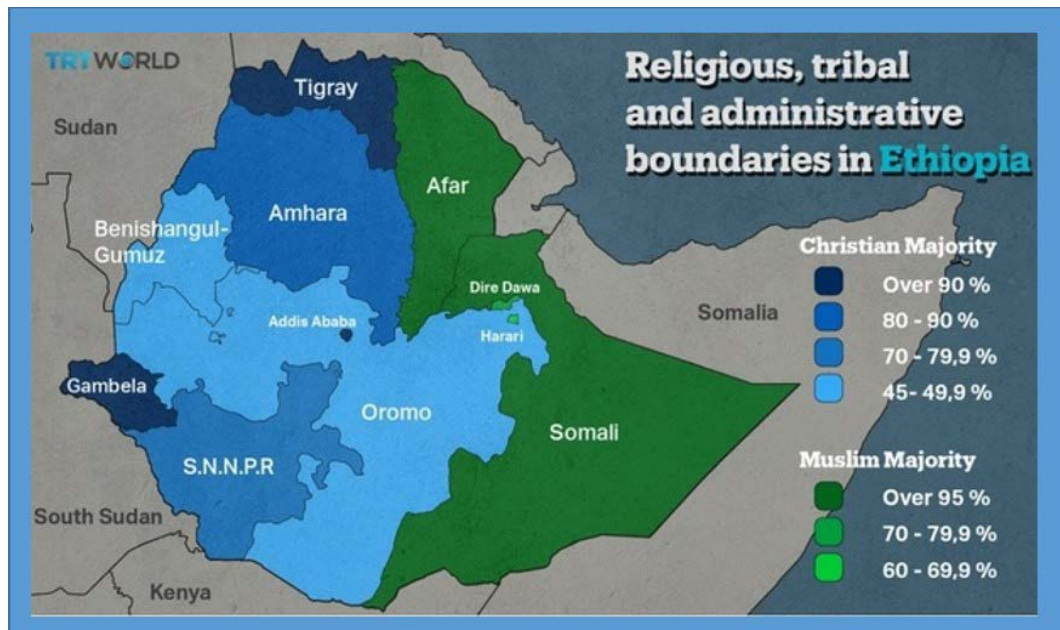 TRT WORLD
Religious, tribal
and administrative
boundaries in Ethiopia
Sudan
Tigray
Afar
Amhara
Benishangul-
Gumuz
Dire Dawa
Addis Ababa
Harari
Somalia
Gambela
Oromo
Somali
S.N.N.P.R
South Sudan
Kenya
Christian Majority
Over 90 %
80 - 90 %
70 - 79,9 %
45- 49,9 %
Muslim Majority
Over 95 %
70 - 79,9 %
60 - 69,9 %